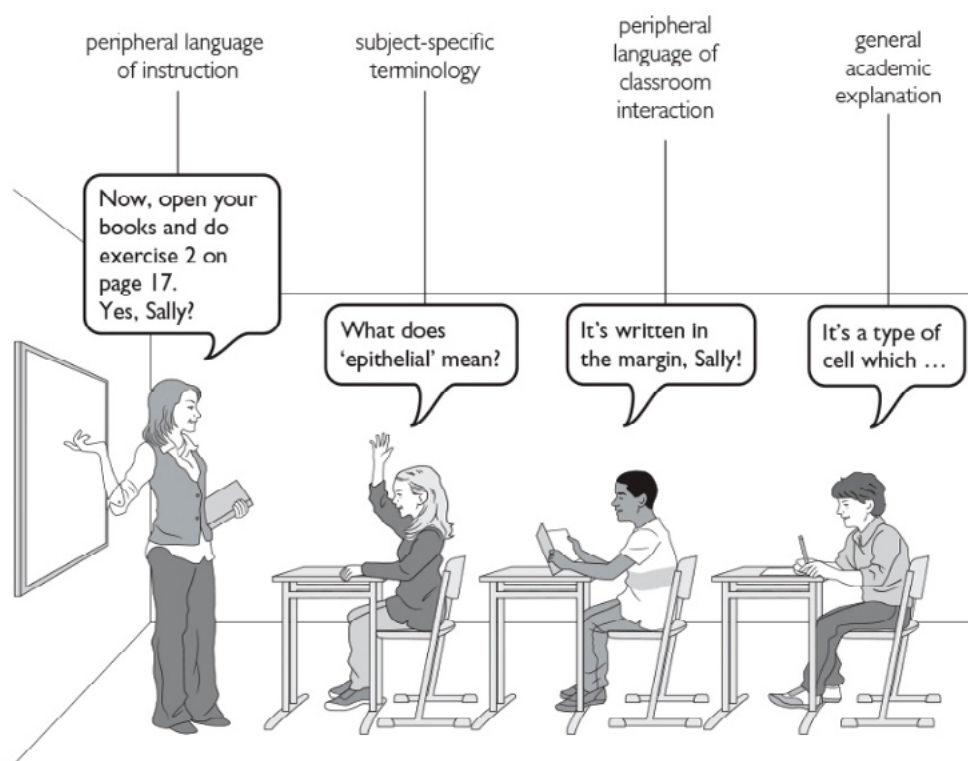 peripheral language
of instruction
subject-specific
terminology
peripheral
language of
classroom
interaction
general
academic
explanation
Now, open your
books and do
exercise 2 on
page 17.
Yes, Sally?
What does
‘epithelial’ mean?
It’s written in
the margin, Sally!
It’s a type of
cell which ...